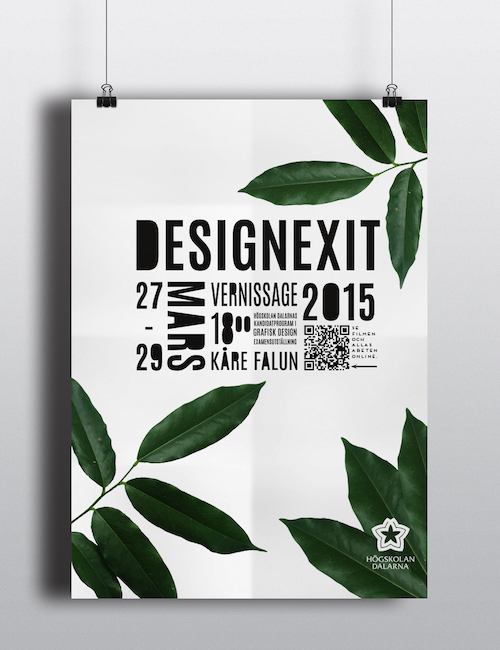 DESIGNEXIT
27
-
29
MARS
VERNISSAGE
1800
HÖGSKOLAN DALARNAS
KANDIDATPROGRAM I
GRAFISK DESIGN
EXAMENSUTSTÄLLNING
KÅRE FALUN
2015
SE
FILMEN
OCH
ALLAS
ABETEN
ONLINE.
HÖGSKOLAN
DALARNA